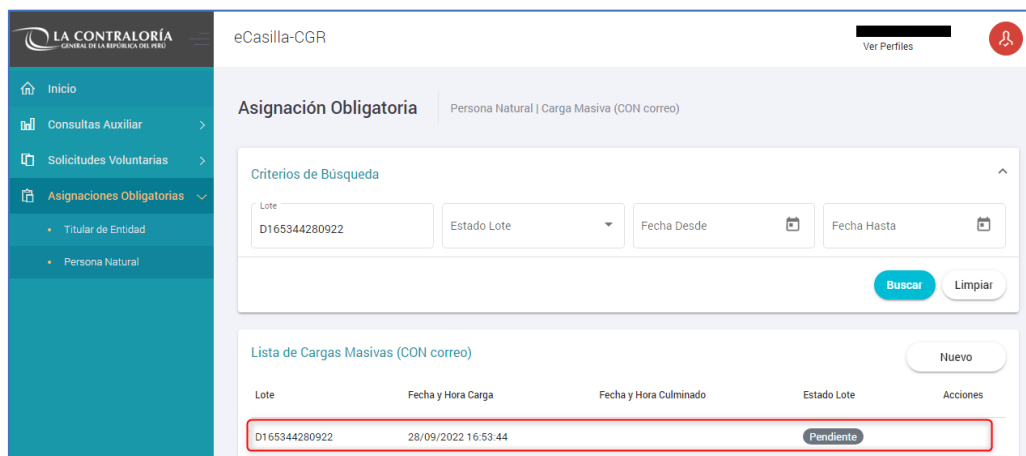 LA CONTRALORÍA
GENERAL DE LA REPÚBLICA DEL PERÚ
eCasilla-CGR
Ver Perfiles
Inicio
Consultas Auxiliar
Solicitudes Voluntarias
Asignaciones Obligatorias
Titular de Entidad
Persona Natural
Asignación Obligatoria
Persona Natural | Carga Masiva (CON correo)
Criterios de Búsqueda
Lote
D165344280922
Estado Lote
Fecha Desde
Fecha Hasta
Buscar
Limpiar
Lista de Cargas Masivas (CON correo)
Nuevo
Lote Fecha y Hora Carga Fecha y Hora Culminado Estado Lote Acciones
D165344280922 28/09/2022 16:53:44 Pendiente